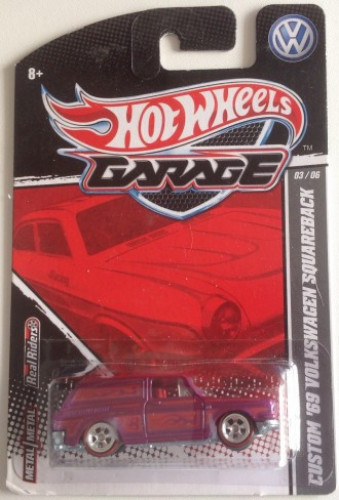 8+
HOT WHEELS
TM
GARAGE
03/06
CUSTOM '69 VOLKSWAGEN SQUAREBACK
METAL / METAL
Real Riders